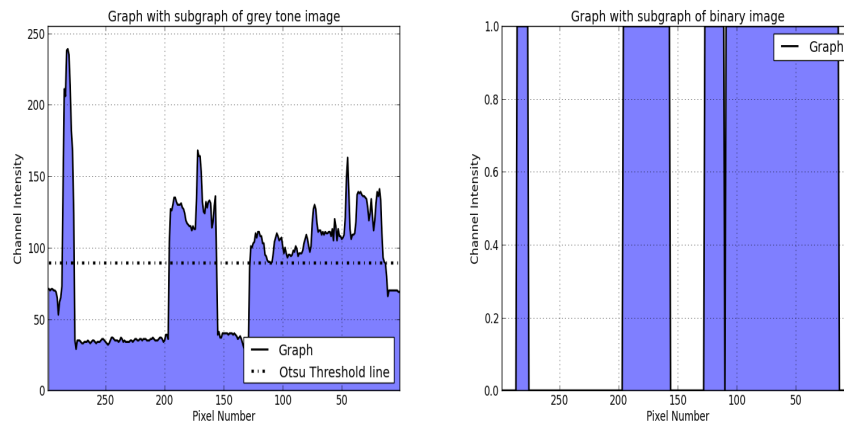 Graph with subgraph of grey tone image
250
200
150
100
50
0
Channel Intensity
Graph
Otsu Threshold line
250
200
150
100
50
Pixel Number
Graph with subgraph of binary image
1.0
0.8
0.6
0.4
0.2
0.0
Channel Intensity
Graph
250
200
150
100
50
Pixel Number